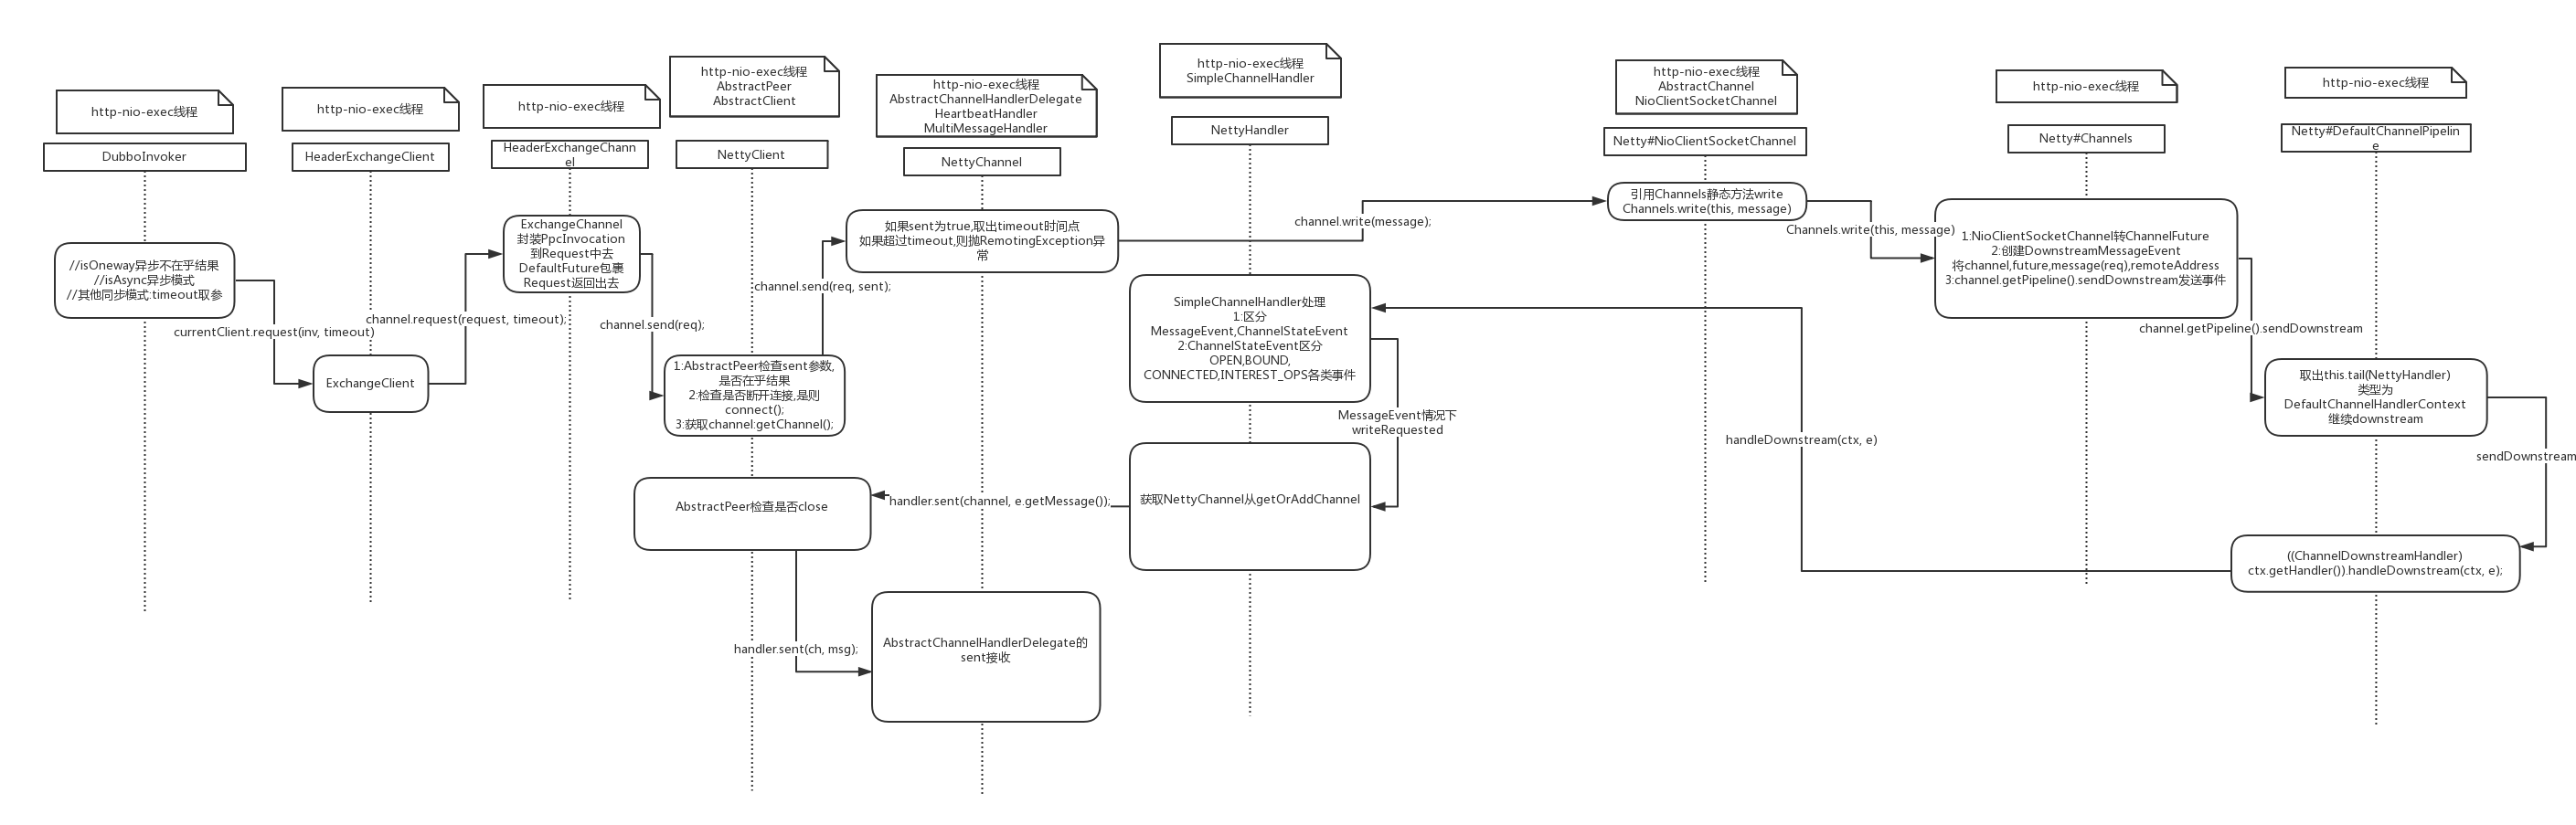 http-nio-exec线程
DubboInvoker
//isOneway异步不在乎结果
//isAsync异步模式
//其他同步模式:timeout取参
currentClient.request(inv, timeout)
http-nio-exec线程
HeaderExchangeClient
ExchangeClient
channel.request(request, timeout);
http-nio-exec线程
HeaderExchangeChann
el
ExchangeChannel
封装PpcInvocation
到Request中去
DefaultFuture包裹
Request返回出去
channel.send(req);
http-nio-exec线程
AbstractPeer
AbstractClient
NettyClient
1:AbstractPeer检查sent参数,
是否在乎结果
2:检查是否断开连接,是则
connect();
3:获取channel:getChannel();
channel.send(req, sent);
http-nio-exec线程
AbstractChannelHandlerDelegate
HeartbeatHandler
MultiMessageHandler
NettyChannel
如果sent为true,取出timeout时间点
如果超过timeout,则抛RemotingException异
常
channel.write(message);
http-nio-exec线程
AbstractChannel
NioClientSocketChannel
Netty#NioClientSocketChannel
引用Channels静态方法write
Channels.write(this, message)
Channels.write(this, message)
http-nio-exec线程
Netty#Channels
1:NioClientSocketChannel转ChannelFuture
2:创建DownstreamMessageEvent
将channel,future,message(req),remoteAddress
3:channel.getPipeline().sendDownstream发送事件
channel.getPipeline().sendDownstream
http-nio-exec线程
Netty#DefaultChannelPipelin
e
取出this.tail(NettyHandler)
类型为
DefaultChannelHandlerContext
继续downstream
sendDownstream
((ChannelDownstreamHandler)
ctx.getHandler()).handleDownstream(ctx, e);
handleDownstream(ctx, e)
http-nio-exec线程
SimpleChannelHandler
NettyHandler
SimpleChannelHandler处理
1:区分
MessageEvent,ChannelStateEvent
2:ChannelStateEvent区分
OPEN,BOUND,
CONNECTED,INTEREST_OPS各类事件
MessageEvent情况下
writeRequested
获取NettyChannel从getOrAddChannel
handler.sent(channel, e.getMessage());
AbstractPeer检查是否close
handler.sent(ch, msg);
AbstractChannelHandlerDelegate的
sent接收